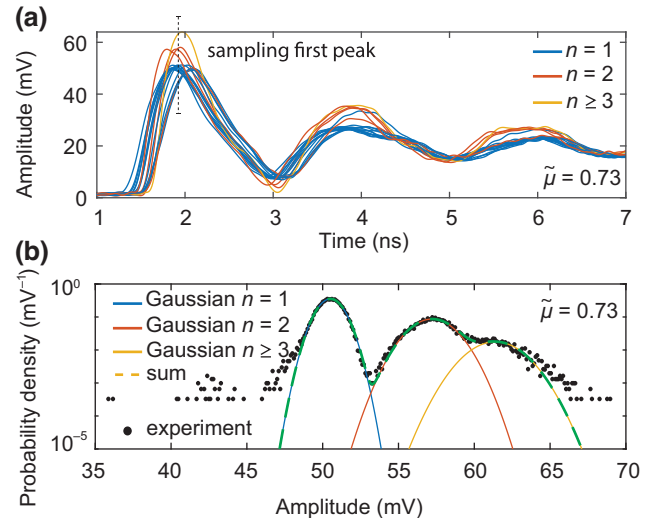 (a)
60
40
20
0
Amplitude (mV)
sampling first peak
n = 1
n = 2
n ≥ 3
μ̃ = 0.73
1 2 3 4 5 6 7
Time (ns)
(b)
10⁰
10⁻⁵
Probability density (mV⁻¹)
Gaussian n = 1
Gaussian n = 2
Gaussian n ≥ 3
sum
experiment
μ̃ = 0.73
35 40 45 50 55 60 65 70
Amplitude (mV)